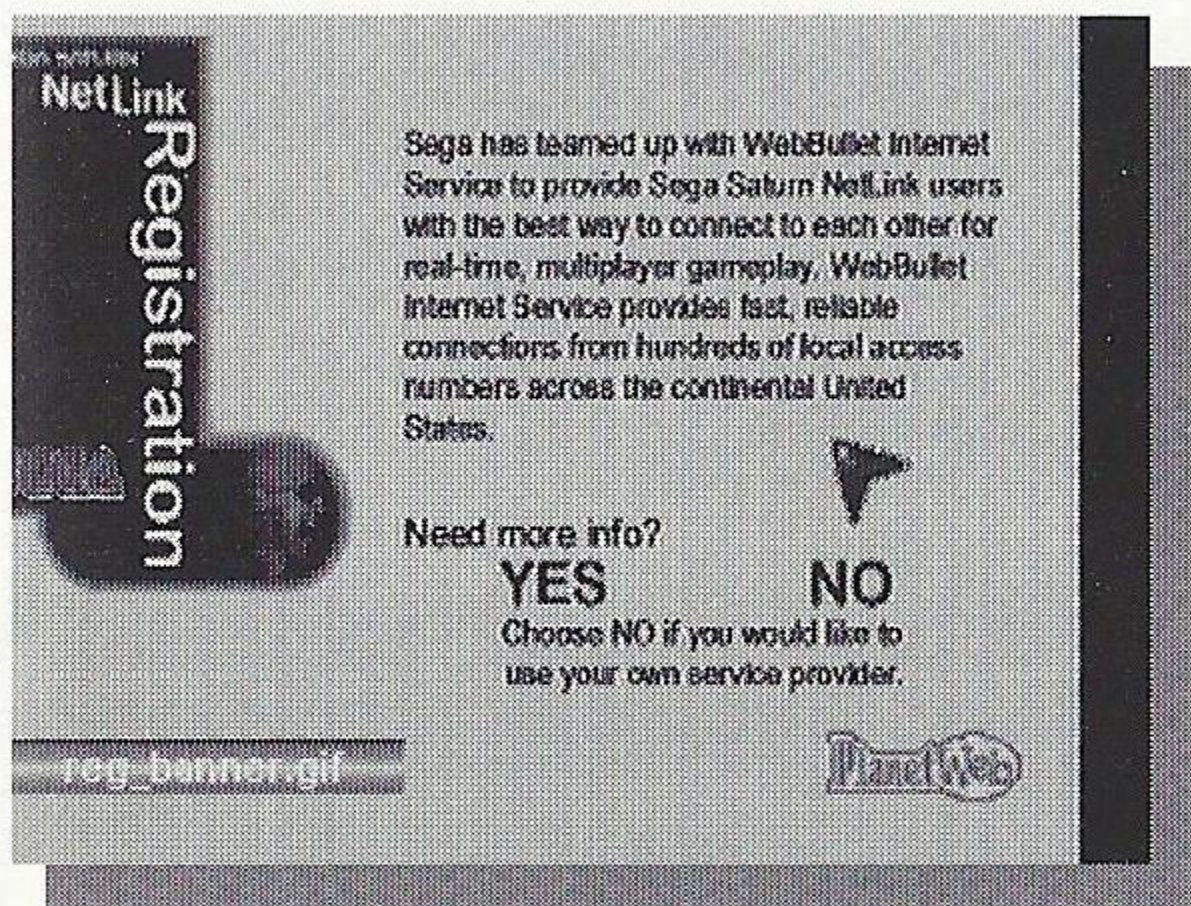 NetLink
Registration
Sega has teamed up with WebBullet Internet
Service to provide Sega Saturn NetLink users
with the best way to connect to each other for
real-time, multiplayer gameplay. WebBullet
Internet Service provides fast, reliable
connections from hundreds of local access
numbers across the continental United
States.
Need more info?
YES NO
Choose NO if you would like to
use your own service provider.
reg_banner.gif
Planet Web